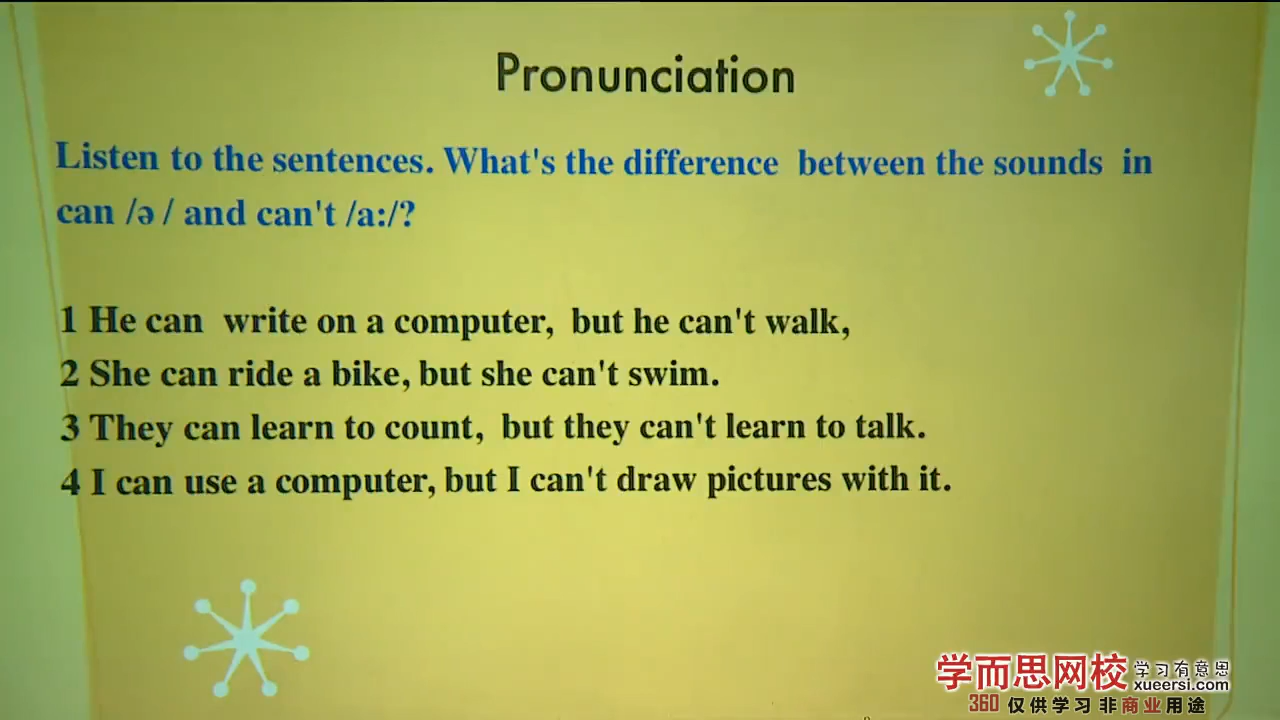 Pronunciation
Listen to the sentences. What's the difference between the sounds in
can /ə / and can't /a:/?
1 He can write on a computer, but he can't walk,
2 She can ride a bike, but she can't swim.
3 They can learn to count, but they can't learn to talk.
4 I can use a computer, but I can't draw pictures with it.
学而思网校 学习有意思
xueersi.com
360 仅供学习 非商业用途